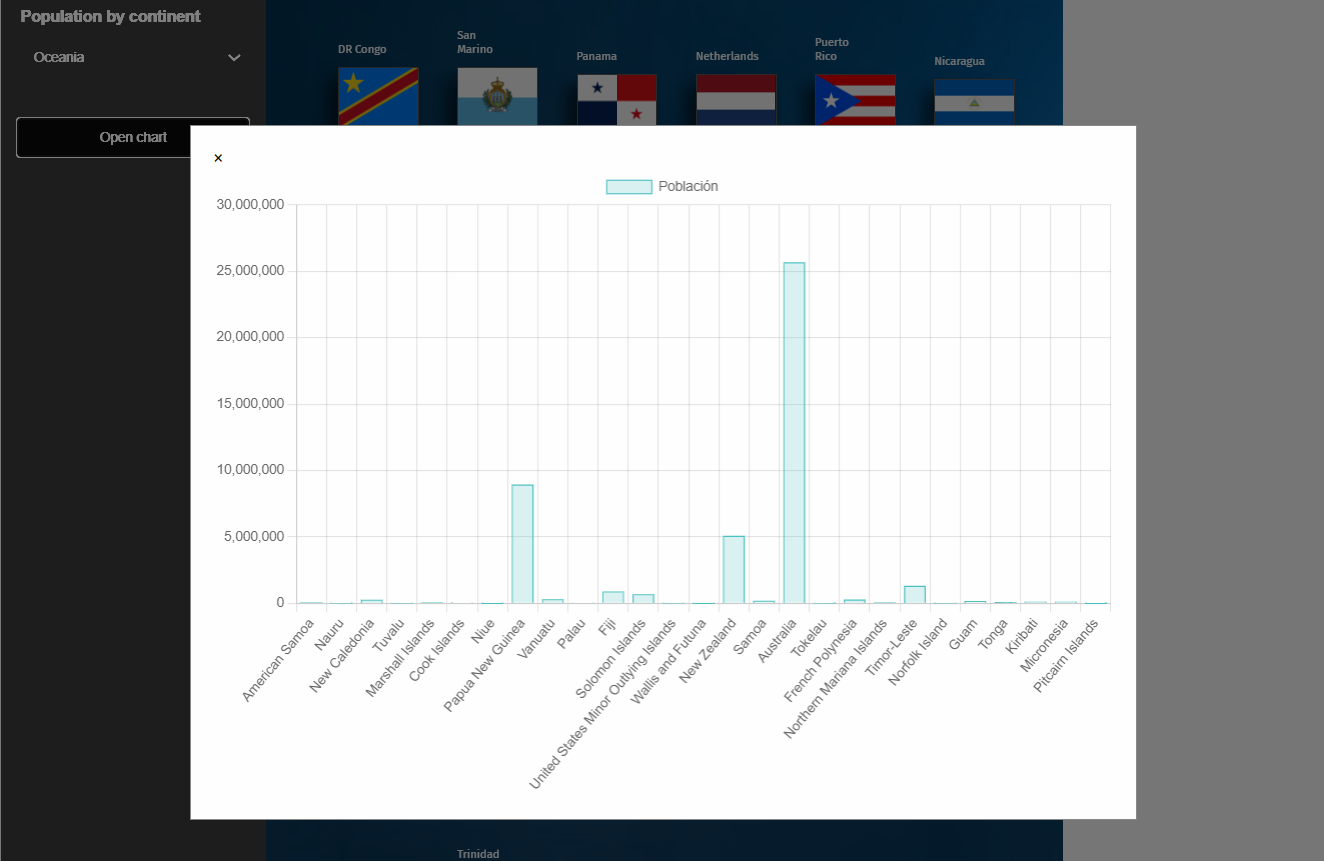 Population by continent
Oceania
Open chart
DR Congo
San
Marino
Panama
Netherlands
Puerto
Rico
Nicaragua
×
Población
30,000,000
25,000,000
20,000,000
15,000,000
10,000,000
5,000,000
0
American Samoa
Nauru
New Caledonia
Tuvalu
Marshall Islands
Cook Islands
Niue
Papua New Guinea
Vanuatu
Palau
Fiji
Solomon Islands
United States Minor Outlying Islands
Wallis and Futuna
New Zealand
Samoa
Australia
Tokelau
French Polynesia
Northern Mariana Islands
Timor-Leste
Norfolk Island
Guam
Tonga
Kiribati
Micronesia
Pitcairn Islands
Trinidad